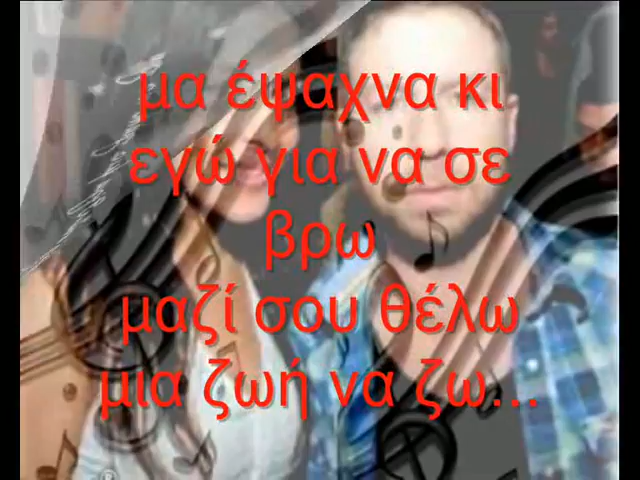 μα έψαχνα κι
εγώ για να σε
βρω
μαζί σου θέλω
μια ζωή να ζω...